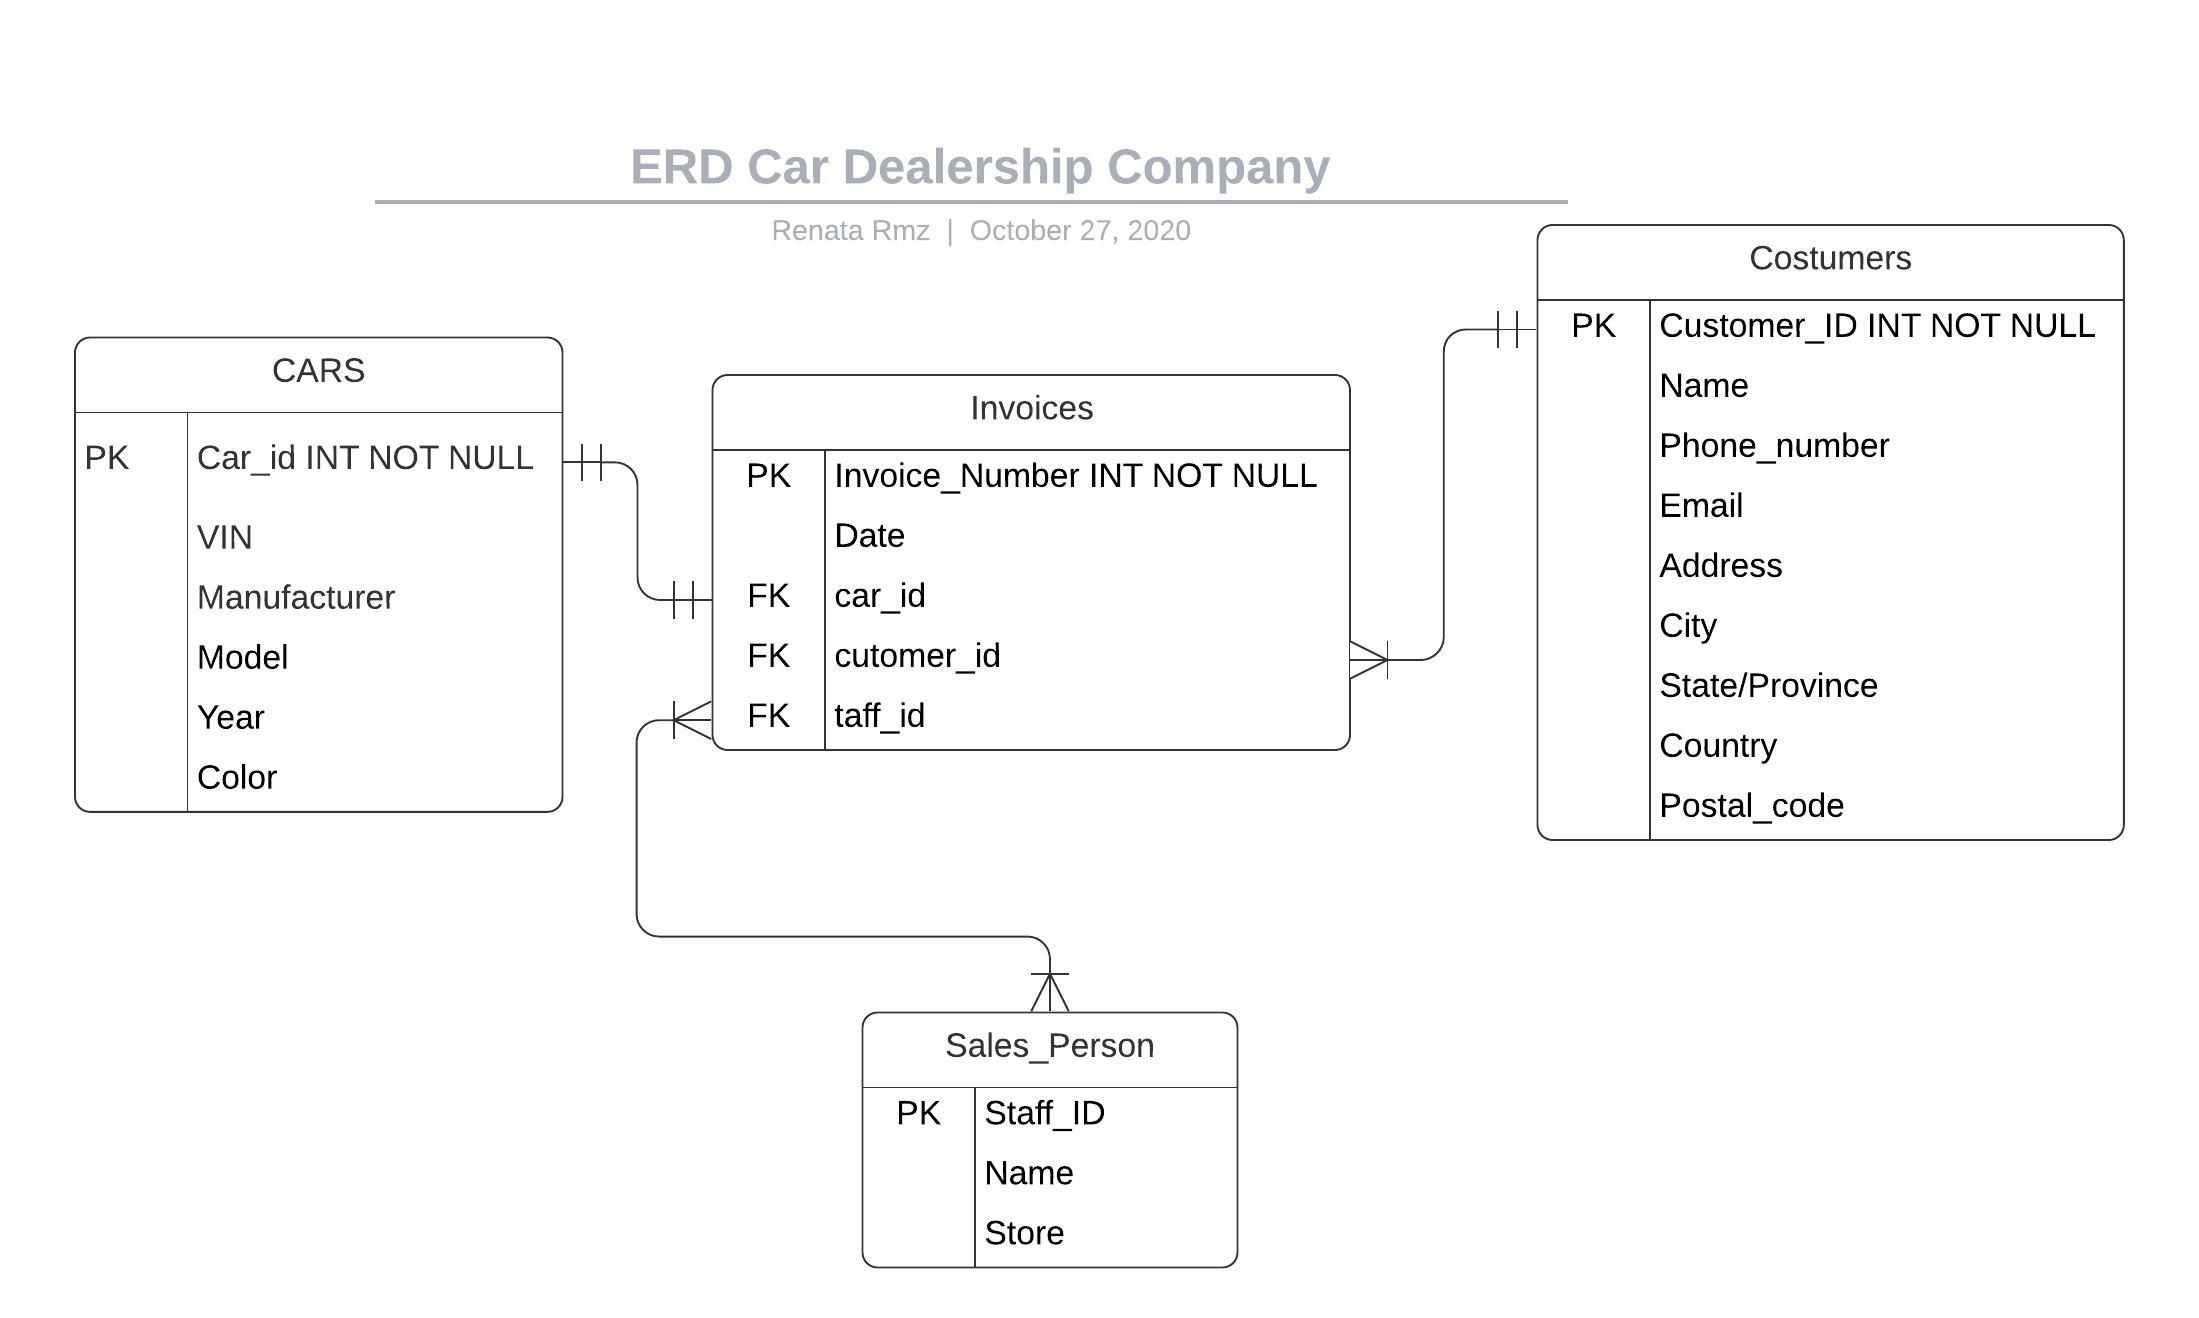 ERD Car Dealership Company
Renata Rmz | October 27, 2020
CARS
PK Car_id INT NOT NULL
VIN
Manufacturer
Model
Year
Color
Invoices
PK Invoice_Number INT NOT NULL
Date
FK car_id
FK cutomer_id
FK taff_id
Costumers
PK Customer_ID INT NOT NULL
Name
Phone_number
Email
Address
City
State/Province
Country
Postal_code
Sales_Person
PK Staff_ID
Name
Store